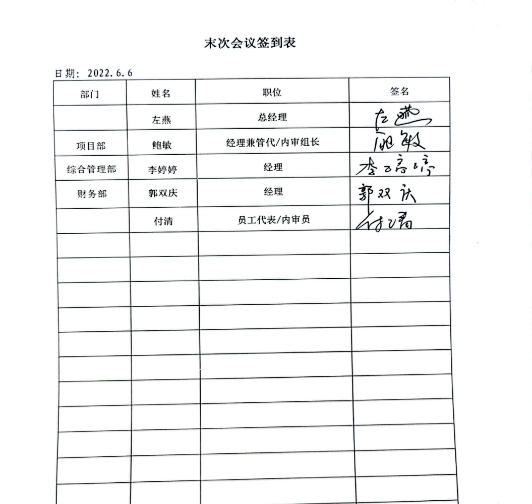 末次会议签到表
日期: 2022.6.6
部门 姓名 职位 签名
左燕 总经理 左燕
项目部 鲍敏 经理兼管代/内审组长 鲍敏
综合管理部 李婷婷 经理 李婷婷
财务部 郭双庆 经理 郭双庆
付清 员工代表/内审员 付清